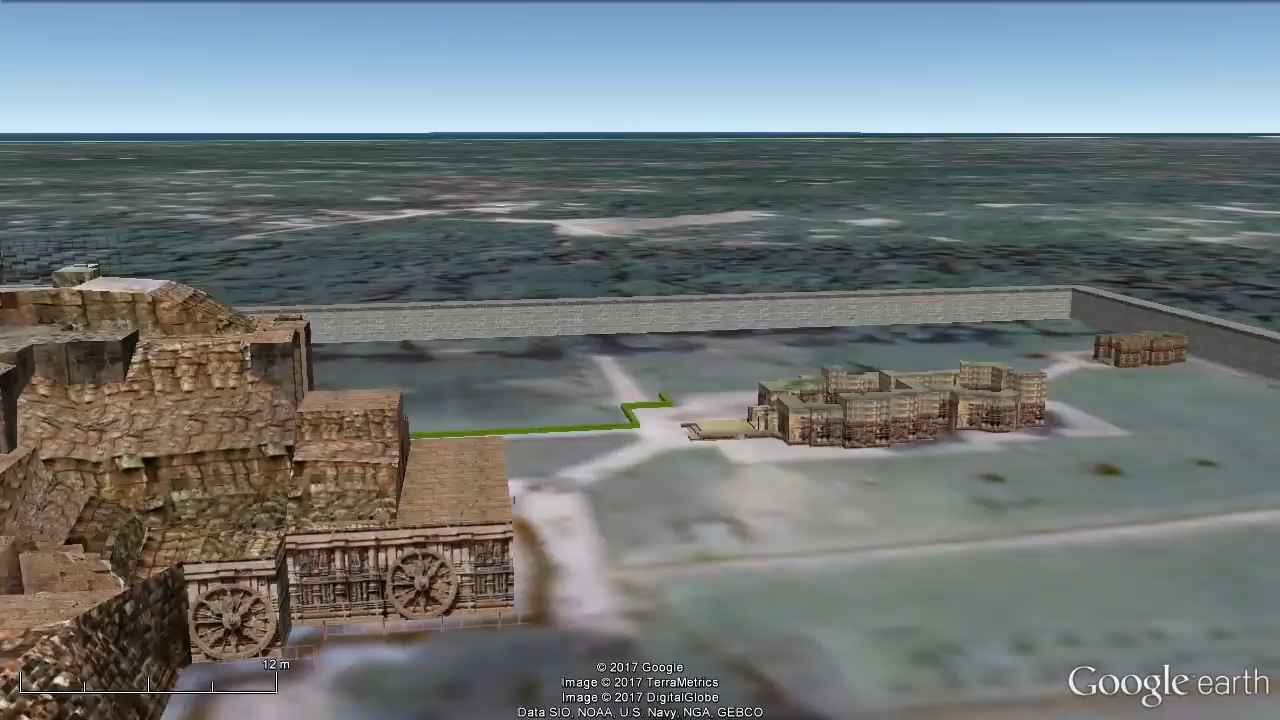 12 m
© 2017 Google
Image © 2017 TerraMetrics
Image © 2017 DigitalGlobe
Data SIO, NOAA, U.S. Navy, NGA, GEBCO
Google earth